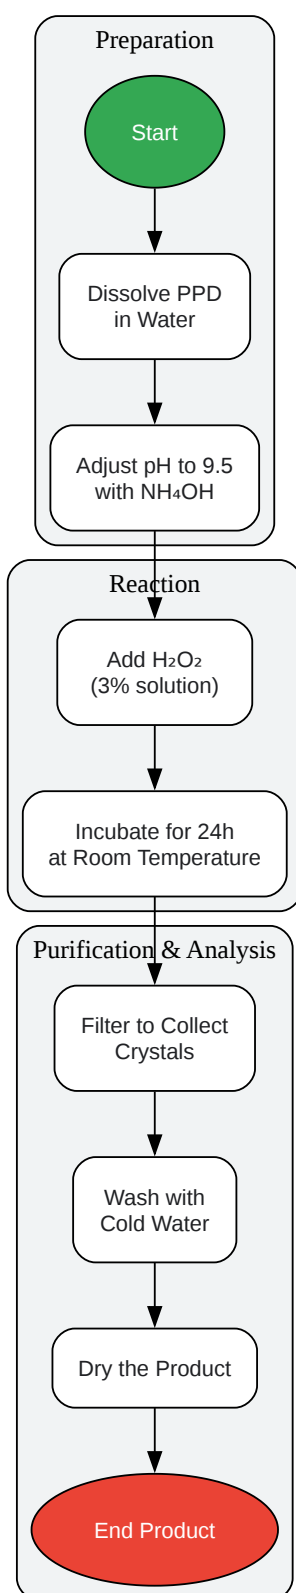 Preparation
Start
Dissolve PPD
in Water
Adjust pH to 9.5
with NH₄OH
Reaction
Add H₂O₂
(3% solution)
Incubate for 24h
at Room Temperature
Purification & Analysis
Filter to Collect
Crystals
Wash with
Cold Water
Dry the Product
End Product